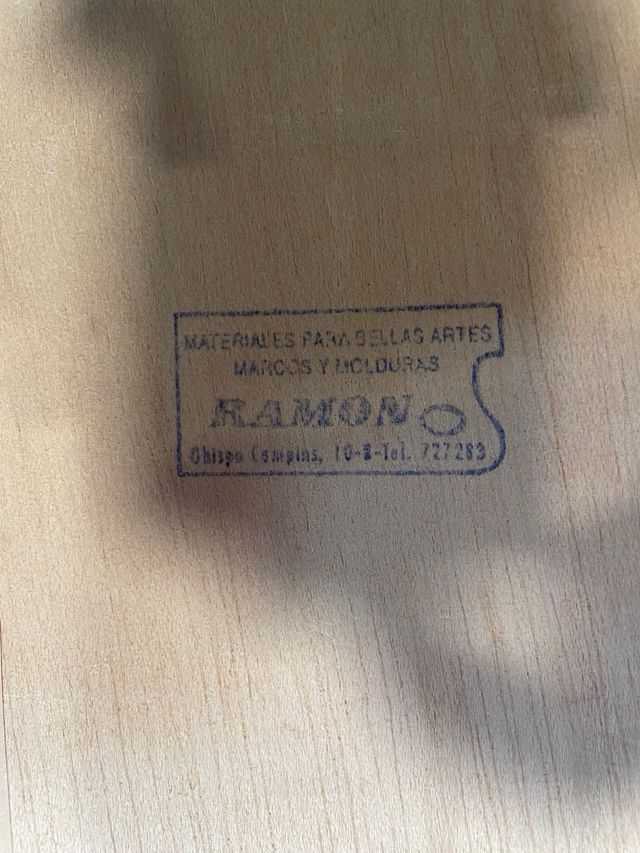 MATERIALES PARA BELLAS ARTES
MARCOS Y MOLDURAS
RAMON
Obispo Campins, 10-B-Tel. 727283